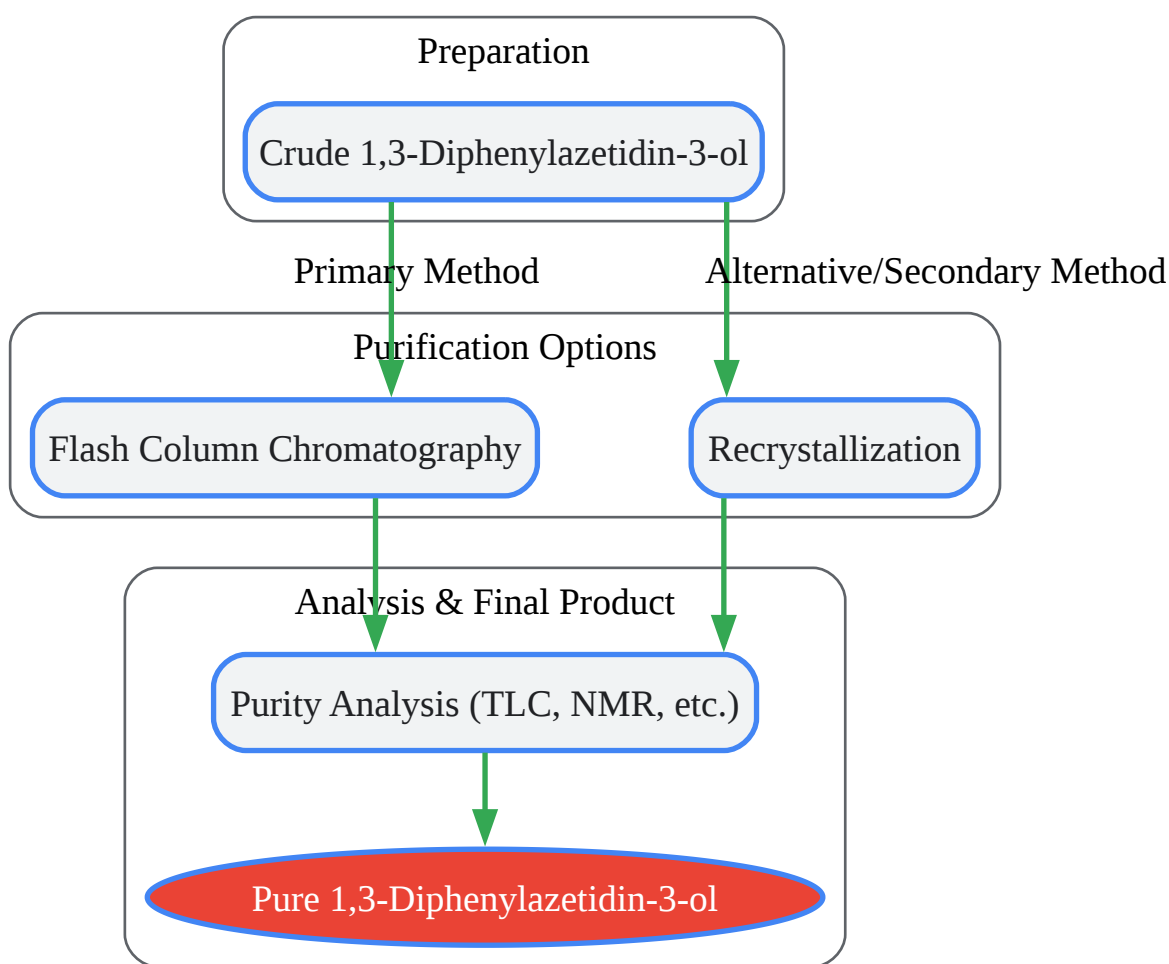 Preparation
Crude 1,3-Diphenylazetidin-3-ol
Primary Method
Alternative/Secondary Method
Purification Options
Flash Column Chromatography
Recrystallization
Analysis & Final Product
Purity Analysis (TLC, NMR, etc.)
Pure 1,3-Diphenylazetidin-3-ol